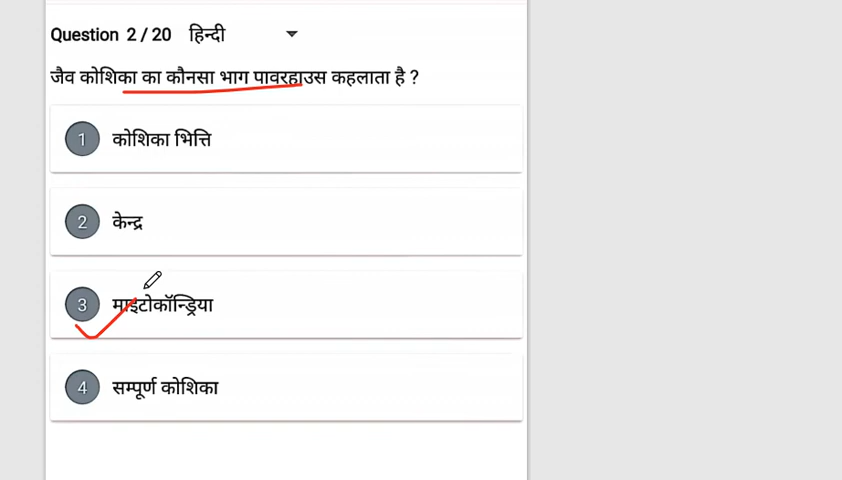 Question 2 / 20 हिन्दी
जैव कोशिका का कौनसा भाग पावरहाउस कहलाता है ?
1 कोशिका भित्ति
2 केन्द्र
3 माइटोकॉन्ड्रिया
4 सम्पूर्ण कोशिका